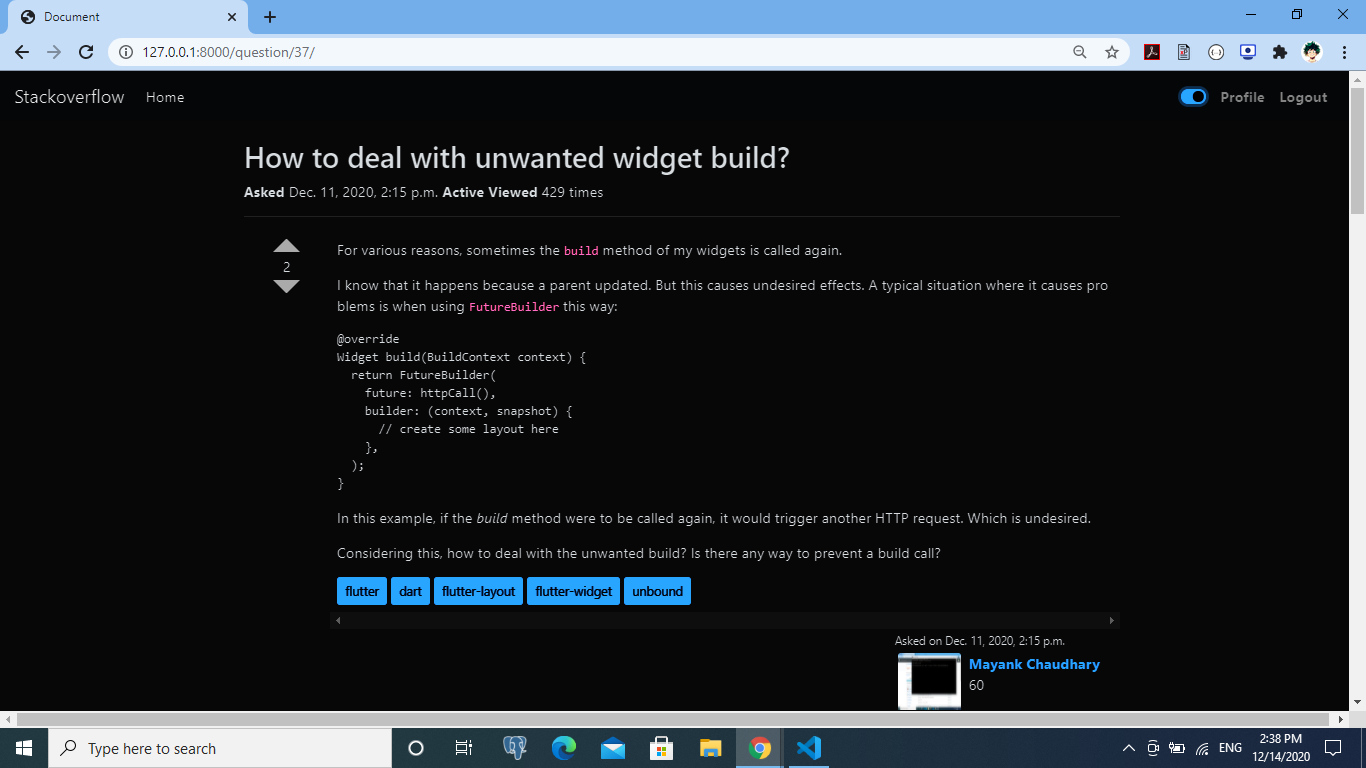 Document
127.0.0.1:8000/question/37/
Stackoverflow Home Profile Logout
How to deal with unwanted widget build?
Asked Dec. 11, 2020, 2:15 p.m. Active Viewed 429 times
For various reasons, sometimes the build method of my widgets is called again.
2
I know that it happens because a parent updated. But this causes undesired effects. A typical situation where it causes pro
blems is when using FutureBuilder this way:
@override
Widget build(BuildContext context) {
  return FutureBuilder(
    future: httpCall(),
    builder: (context, snapshot) {
      // create some layout here
    },
  );
}
In this example, if the build method were to be called again, it would trigger another HTTP request. Which is undesired.
Considering this, how to deal with the unwanted build? Is there any way to prevent a build call?
flutter dart flutter-layout flutter-widget unbound
Asked on Dec. 11, 2020, 2:15 p.m.
Mayank Chaudhary
60
Type here to search
ENG
2:38 PM
12/14/2020